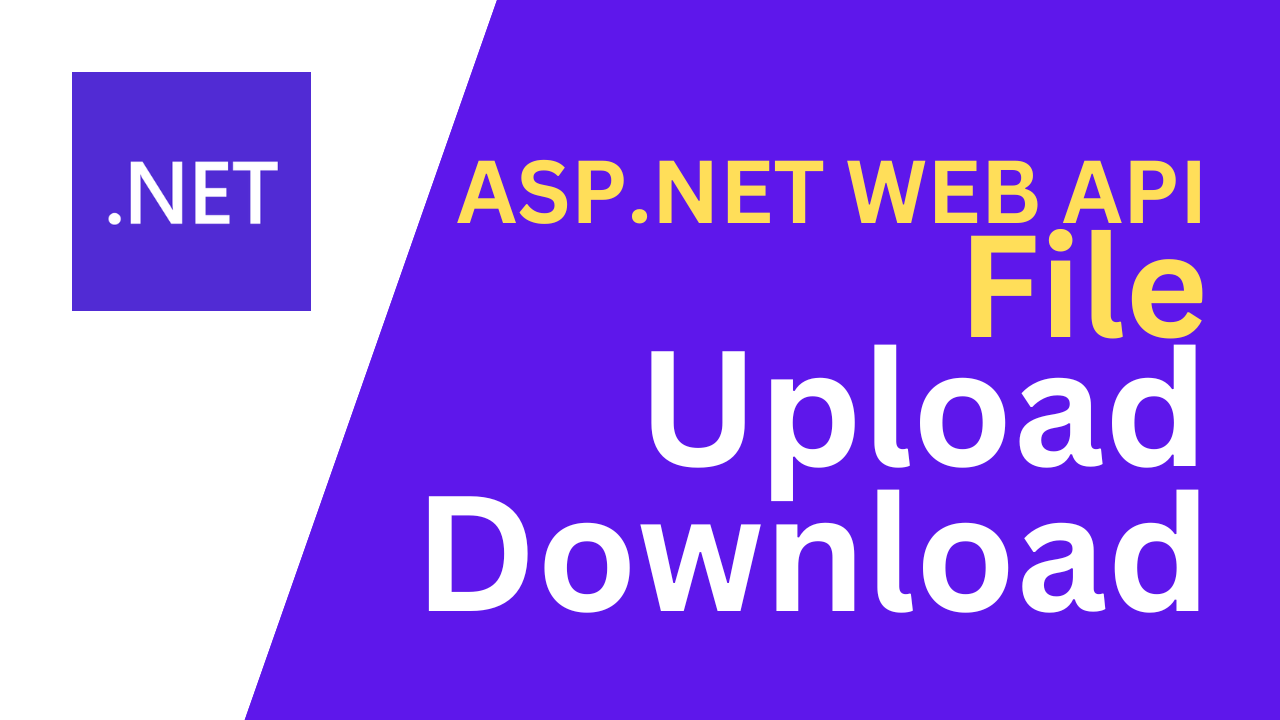 .NET
ASP.NET WEB API
File
Upload
Download